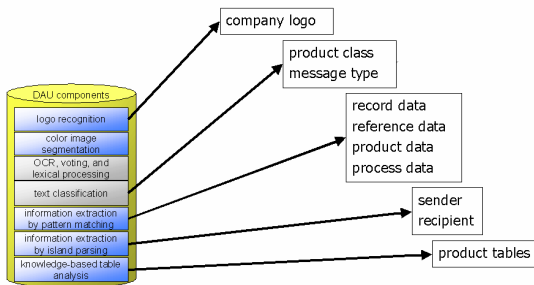 company logo
product class
message type
DAU components
logo recognition
color image
segmentation
OCR, voting, and
lexical processing
text classification
information extraction
by pattern matching
information extraction
by island parsing
knowledge-based table
analysis
record data
reference data
product data
process data
sender
recipient
product tables